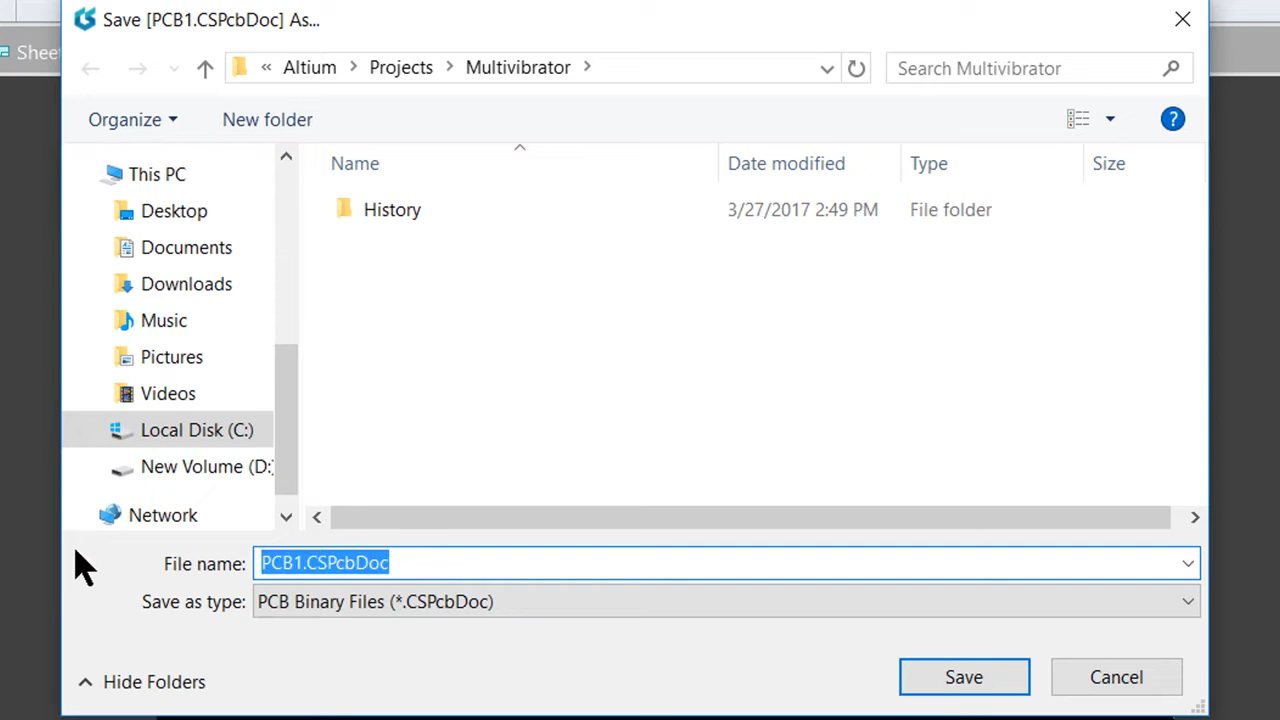 Save [PCB1.CSPcbDoc] As...
Sheet
« Altium > Projects > Multivibrator >
Search Multivibrator
Organize
New folder
?
Name
Date modified
Type
Size
This PC
Desktop
Documents
Downloads
Music
Pictures
Videos
Local Disk (C:)
New Volume (D:
Network
History
3/27/2017 2:49 PM
File folder
File name:
PCB1.CSPcbDoc
Save as type:
PCB Binary Files (*.CSPcbDoc)
Hide Folders
Save
Cancel